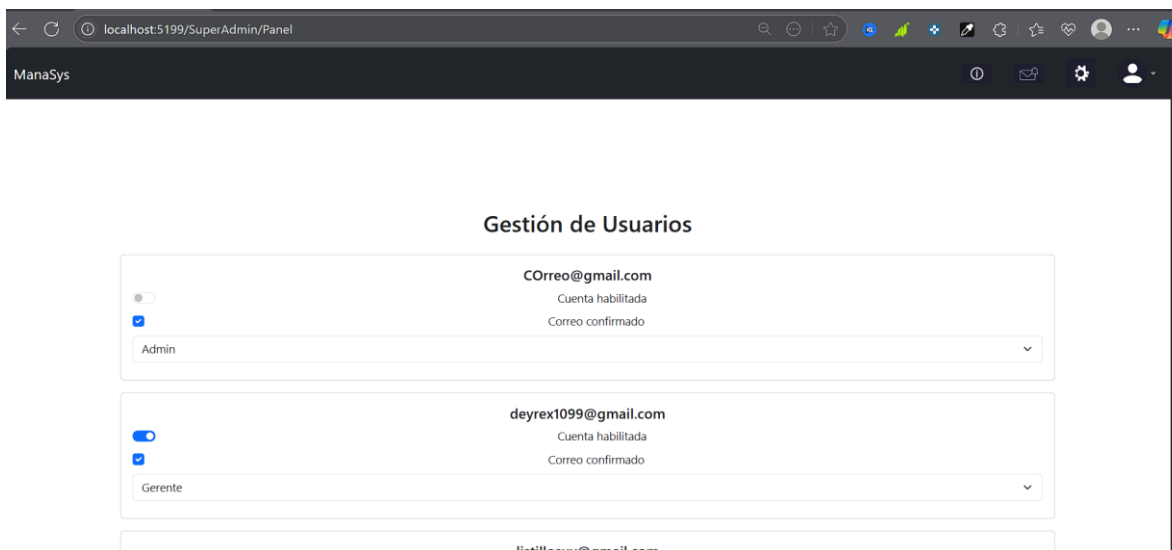 localhost:5199/SuperAdmin/Panel
ManaSys
Gestión de Usuarios
COrreo@gmail.com
Cuenta habilitada
Correo confirmado
Admin
deyrex1099@gmail.com
Cuenta habilitada
Correo confirmado
Gerente